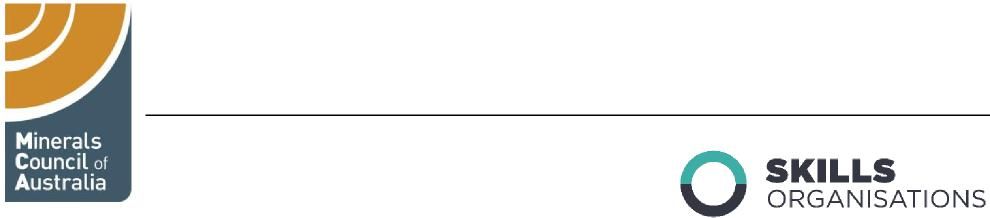 Minerals
Council of
Australia
SKILLS
ORGANISATIONS